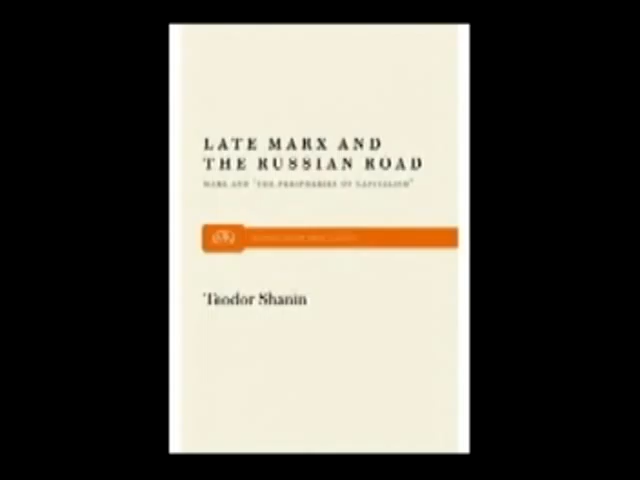 LATE MARX AND
THE RUSSIAN ROAD
MARX AND "THE PERIPHERIES OF CAPITALISM"
Teodor Shanin